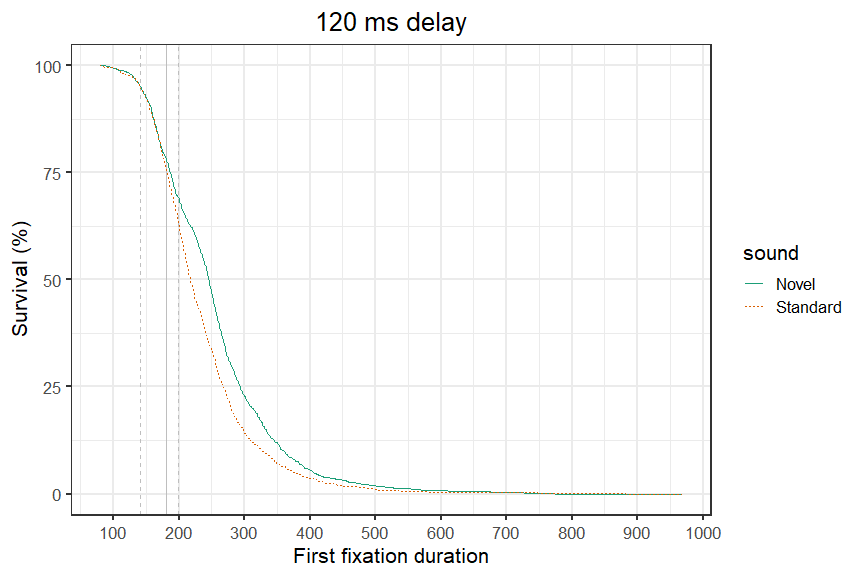 120 ms delay
100
75
50
25
0
Survival (%)
100 200 300 400 500 600 700 800 900 1000
First fixation duration
sound
Novel
Standard